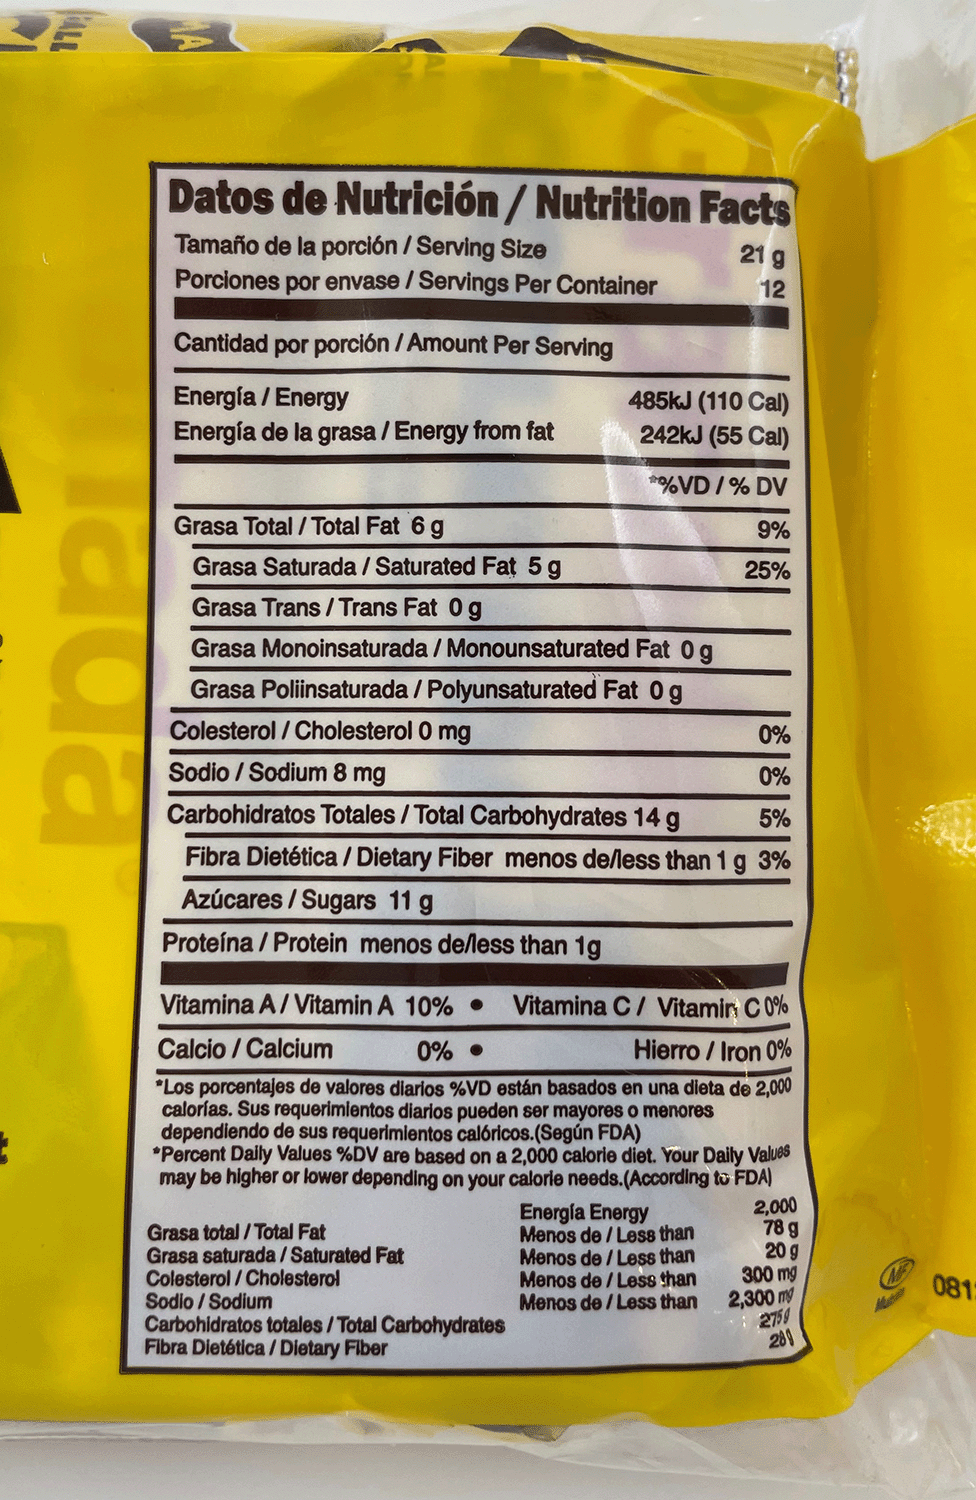 Datos de Nutrición / Nutrition Facts
Tamaño de la porción / Serving Size 21 g
Porciones por envase / Servings Per Container 12
Cantidad por porción / Amount Per Serving
Energía / Energy 485kJ (110 Cal)
Energía de la grasa / Energy from fat 242kJ (55 Cal)
*%VD / % DV
Grasa Total / Total Fat 6 g 9%
Grasa Saturada / Saturated Fat 5 g 25%
Grasa Trans / Trans Fat 0 g
Grasa Monoinsaturada / Monounsaturated Fat 0 g
Grasa Poliinsaturada / Polyunsaturated Fat 0 g
Colesterol / Cholesterol 0 mg 0%
Sodio / Sodium 8 mg 0%
Carbohidratos Totales / Total Carbohydrates 14 g 5%
Fibra Dietética / Dietary Fiber menos de/less than 1 g 3%
Azúcares / Sugars 11 g
Proteína / Protein menos de/less than 1g
Vitamina A / Vitamin A 10% • Vitamina C / Vitamin C 0%
Calcio / Calcium 0% • Hierro / Iron 0%
*Los porcentajes de valores diarios %VD están basados en una dieta de 2,000
calorías. Sus requerimientos diarios pueden ser mayores o menores
dependiendo de sus requerimientos calóricos.(Según FDA)
*Percent Daily Values %DV are based on a 2,000 calorie diet. Your Daily Values
may be higher or lower depending on your calorie needs.(According to FDA)
Energía Energy 2,000
Grasa total / Total Fat Menos de / Less than 78 g
Grasa saturada / Saturated Fat Menos de / Less than 20 g
Colesterol / Cholesterol Menos de / Less than 300 mg
Sodio / Sodium Menos de / Less than 2,300 mg
Carbohidratos totales / Total Carbohydrates 275 g
Fibra Dietética / Dietary Fiber 28 g
MF
081